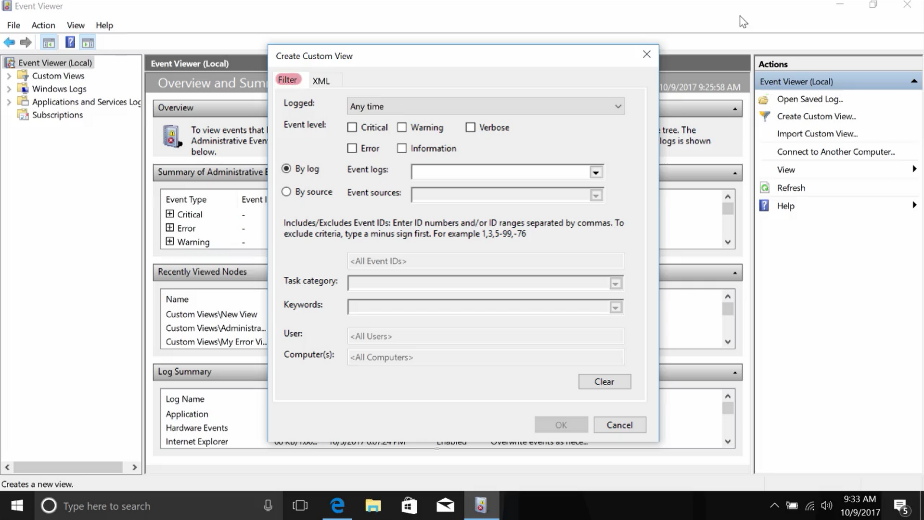 Event Viewer
File Action View Help
Event Viewer (Local)
Custom Views
Windows Logs
Applications and Services Log
Subscriptions
Event Viewer (Local)
Overview and Sum
10/9/2017 9:25:58 AM
Overview
To view events that
Administrative Even
below.
tree. The
logs is shown
Summary of Administrative E
Event Type Event I
Critical -
Error -
Warning -
Recently Viewed Nodes
Name
Custom Views\New View
Custom Views\Administra...
Custom Views\My Error Vi...
Log Summary
Log Name
Application
Hardware Events
Internet Explorer
Enabled Overwrite events as nece...
Create Custom View
Filter XML
Logged: Any time
Event level: Critical Warning Verbose
Error Information
By log Event logs:
By source Event sources:
Includes/Excludes Event IDs: Enter ID numbers and/or ID ranges separated by commas. To
exclude criteria, type a minus sign first. For example 1,3,5-99,-76
<All Event IDs>
Task category:
Keywords:
User: <All Users>
Computer(s): <All Computers>
Clear
OK Cancel
Actions
Event Viewer (Local)
Open Saved Log...
Create Custom View...
Import Custom View...
Connect to Another Computer...
View
Refresh
Help
Creates a new view.
Type here to search
9:33 AM
10/9/2017
5